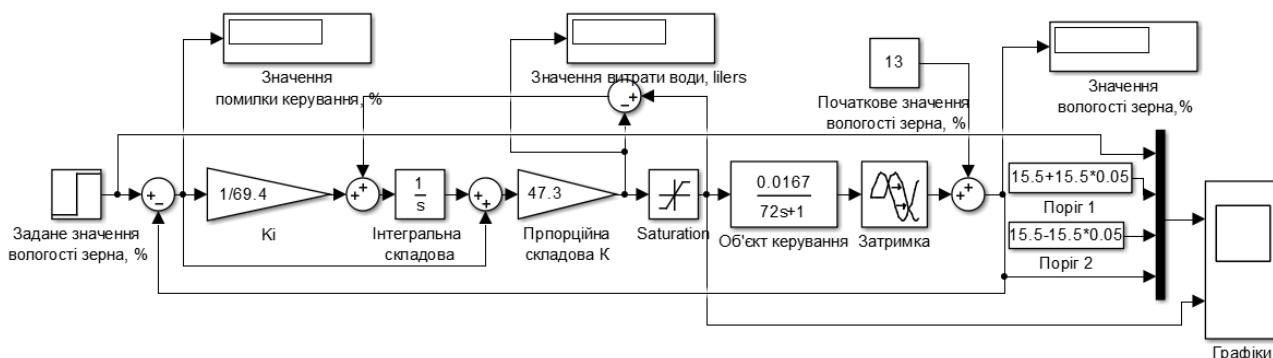 Значення
помилки керування, %
Значення витрати води, lilers
13
Початкове значення
вологості зерна, %
Значення
вологості зерна,%
Задане значення
вологості зерна, %
1/69.4
Ki
1
s
Інтегральна
складова
47.3
Прпорційна
складова К
Saturation
0.0167
72s+1
Об'єкт керування
Затримка
15.5+15.5*0.05
Поріг 1
15.5-15.5*0.05
Поріг 2
Графіки